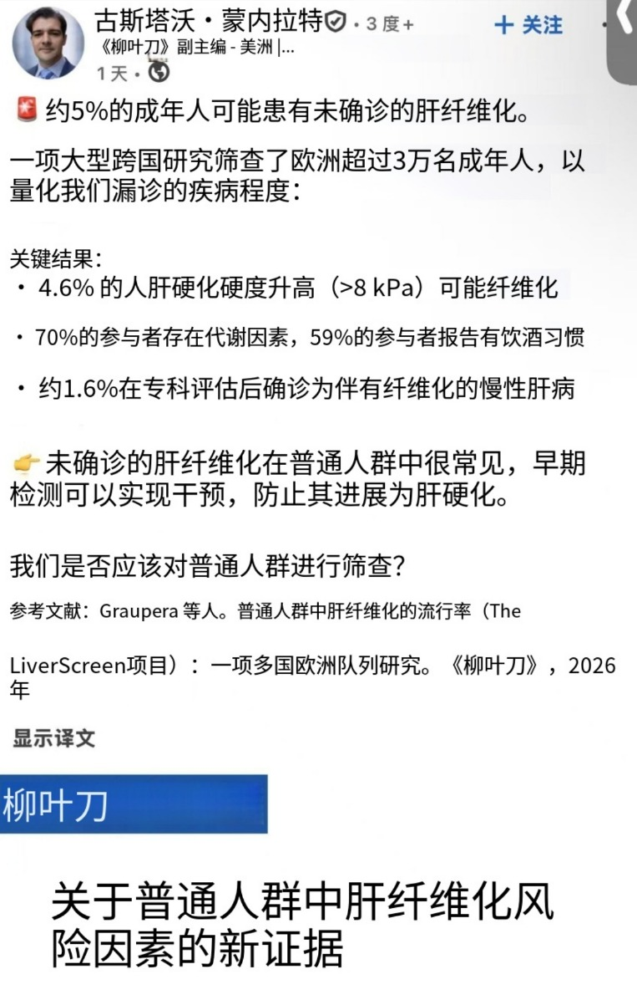 古斯塔沃·蒙内拉特 · 3 度+
+ 关注
《柳叶刀》副主编 - 美洲 |...
1 天 ·
🚨 约5%的成年人可能患有未确诊的肝纤维化。
一项大型跨国研究筛查了欧洲超过3万名成年人，以
量化我们漏诊的疾病程度：
关键结果：
· 4.6% 的人肝硬化硬度升高（>8 kPa）可能纤维化
· 70%的参与者存在代谢因素，59%的参与者报告有饮酒习惯
· 约1.6%在专科评估后确诊为伴有纤维化的慢性肝病
👉 未确诊的肝纤维化在普通人群中很常见，早期
检测可以实现干预，防止其进展为肝硬化。
我们是否应该对普通人群进行筛查？
参考文献：Graupera 等人。普通人群中肝纤维化的流行率（The
LiverScreen项目）：一项多国欧洲队列研究。《柳叶刀》，2026
年
显示译文
柳叶刀
关于普通人群中肝纤维化风
险因素的新证据